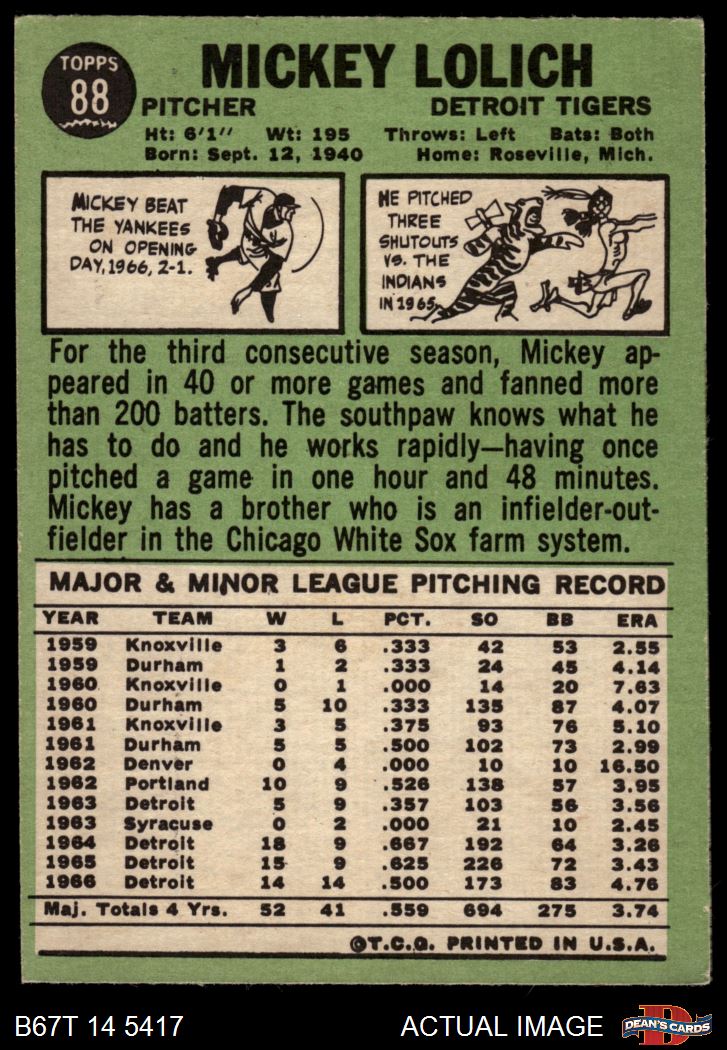 TOPPS
88
MICKEY LOLICH
PITCHER DETROIT TIGERS
Ht: 6'1" Wt: 195 Throws: Left Bats: Both
Born: Sept. 12, 1940 Home: Roseville, Mich.
MICKEY BEAT
THE YANKEES
ON OPENING
DAY, 1966, 2-1.
HE PITCHED
THREE
SHUTOUTS
VS. THE
INDIANS
IN 1965.
For the third consecutive season, Mickey ap-
peared in 40 or more games and fanned more
than 200 batters. The southpaw knows what he
has to do and he works rapidly—having once
pitched a game in one hour and 48 minutes.
Mickey has a brother who is an infielder-out-
fielder in the Chicago White Sox farm system.
MAJOR & MINOR LEAGUE PITCHING RECORD
YEAR TEAM W L PCT. SO BB ERA
1959 Knoxville 3 6 .333 42 53 2.55
1959 Durham 1 2 .333 24 45 4.14
1960 Knoxville 0 1 .000 14 20 7.63
1960 Durham 5 10 .333 135 87 4.07
1961 Knoxville 3 5 .375 93 76 5.10
1961 Durham 5 5 .500 102 73 2.99
1962 Denver 0 4 .000 10 10 16.50
1962 Portland 10 9 .526 138 57 3.95
1963 Detroit 5 9 .357 103 56 3.56
1963 Syracuse 0 2 .000 21 10 2.45
1964 Detroit 18 9 .667 192 64 3.26
1965 Detroit 15 9 .625 226 72 3.43
1966 Detroit 14 14 .500 173 83 4.76
Maj. Totals 4 Yrs. 52 41 .559 694 275 3.74
©T.C.G. PRINTED IN U.S.A.
B67T 14 5417 ACTUAL IMAGE
D
DEAN'S CARDS